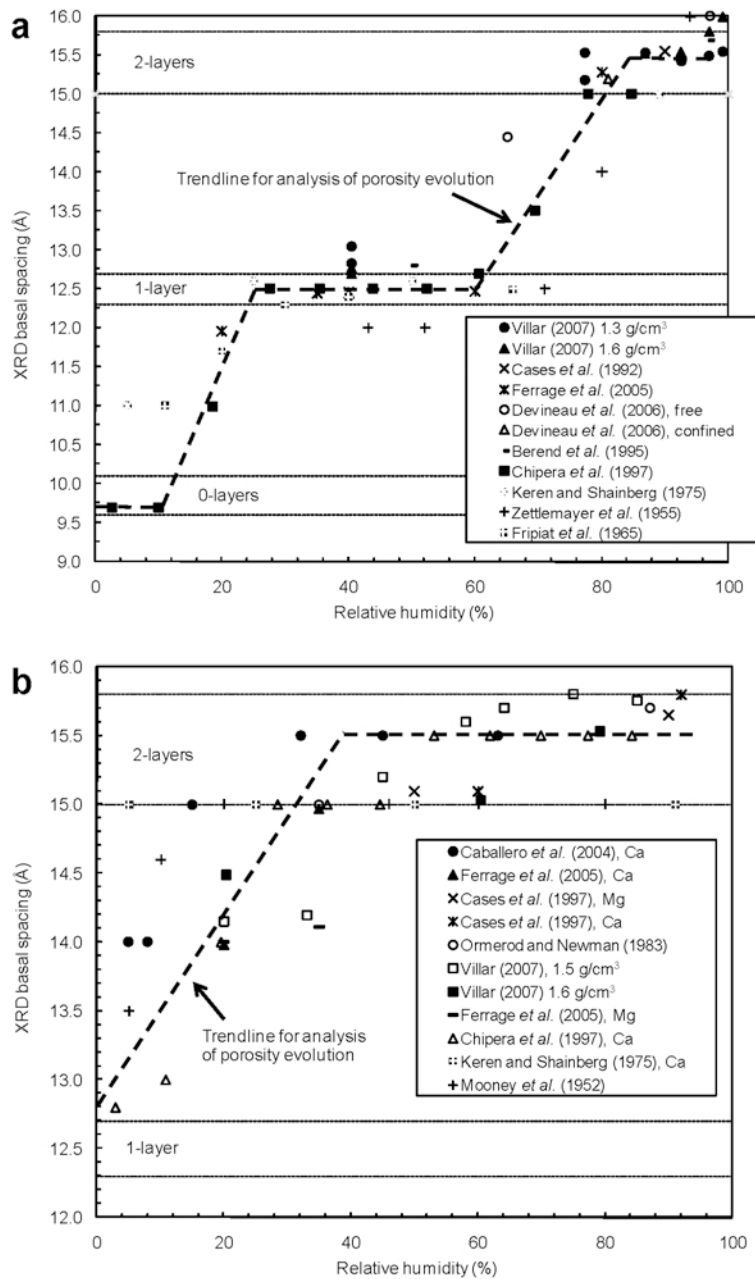 a
16.0
15.5
15.0
14.5
14.0
13.5
13.0
12.5
12.0
11.5
11.0
10.5
10.0
9.5
9.0
XRD basal spacing (Å)
2-layers
Trendline for analysis of porosity evolution
1-layer
0-layers
Villar (2007) 1.3 g/cm³
Villar (2007) 1.6 g/cm³
Cases et al. (1992)
Ferrage et al. (2005)
Devineau et al. (2006), free
Devineau et al. (2006), confined
Berend et al. (1995)
Chipera et al. (1997)
Keren and Shainberg (1975)
Zettlemayer et al. (1955)
Fripiat et al. (1965)
0 20 40 60 80 100
Relative humidity (%)
b
16.0
15.5
15.0
14.5
14.0
13.5
13.0
12.5
12.0
XRD basal spacing (Å)
2-layers
Trendline for analysis
of porosity evolution
1-layer
Caballero et al. (2004), Ca
Ferrage et al. (2005), Ca
Cases et al. (1997), Mg
Cases et al. (1997), Ca
Ormerod and Newman (1983)
Villar (2007), 1.5 g/cm³
Villar (2007) 1.6 g/cm³
Ferrage et al. (2005), Mg
Chipera et al. (1997), Ca
Keren and Shainberg (1975), Ca
Mooney et al. (1952)
0 20 40 60 80 100
Relative humidity (%)